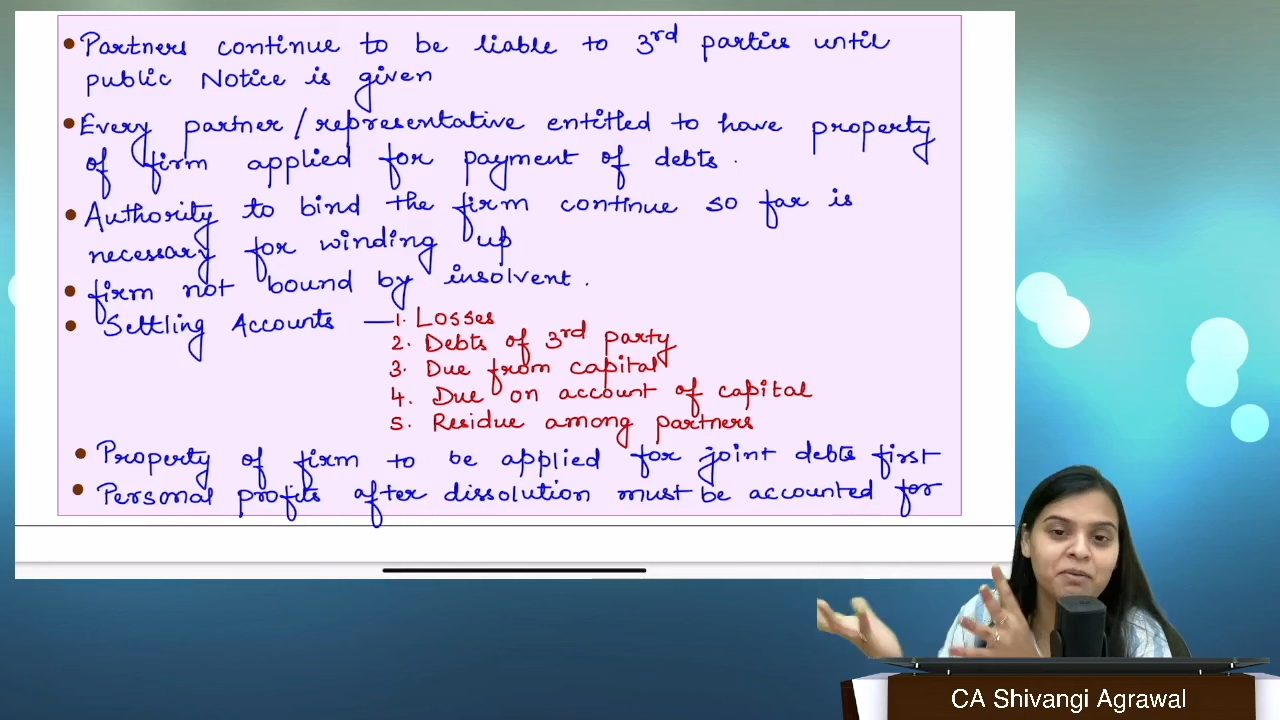 Partners continue to be liable to 3rd parties until
public Notice is given
Every partner/representative entitled to have property
of firm applied for payment of debts.
Authority to bind the firm continue so far is
necessary for winding up
firm not bound by insolvent.
Settling Accounts — 1. Losses
2. Debts of 3rd party
3. Due from capital
4. Due on account of capital
5. Residue among partners
Property of firm to be applied for joint debts first
Personal profits after dissolution must be accounted for
CA Shivangi Agrawal